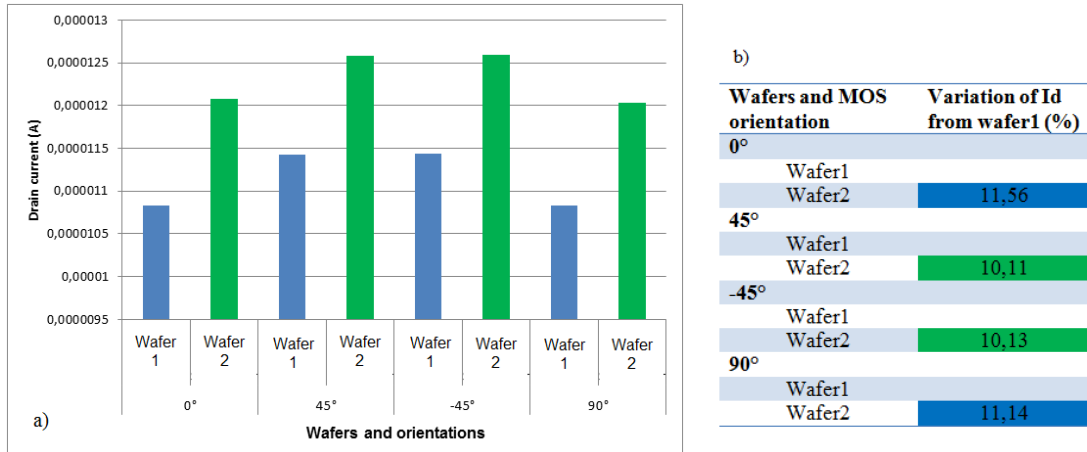 0,000013
0,0000125
0,000012
0,0000115
0,000011
0,0000105
0,00001
0,0000095
Drain current (A)
Wafer 1
Wafer 2
Wafer 1
Wafer 2
Wafer 1
Wafer 2
Wafer 1
Wafer 2
0°
45°
-45°
90°
Wafers and orientations
a)
b)
Wafers and MOS orientation
Variation of Id from wafer1 (%)
0°
Wafer1
Wafer2 11,56
45°
Wafer1
Wafer2 10,11
-45°
Wafer1
Wafer2 10,13
90°
Wafer1
Wafer2 11,14